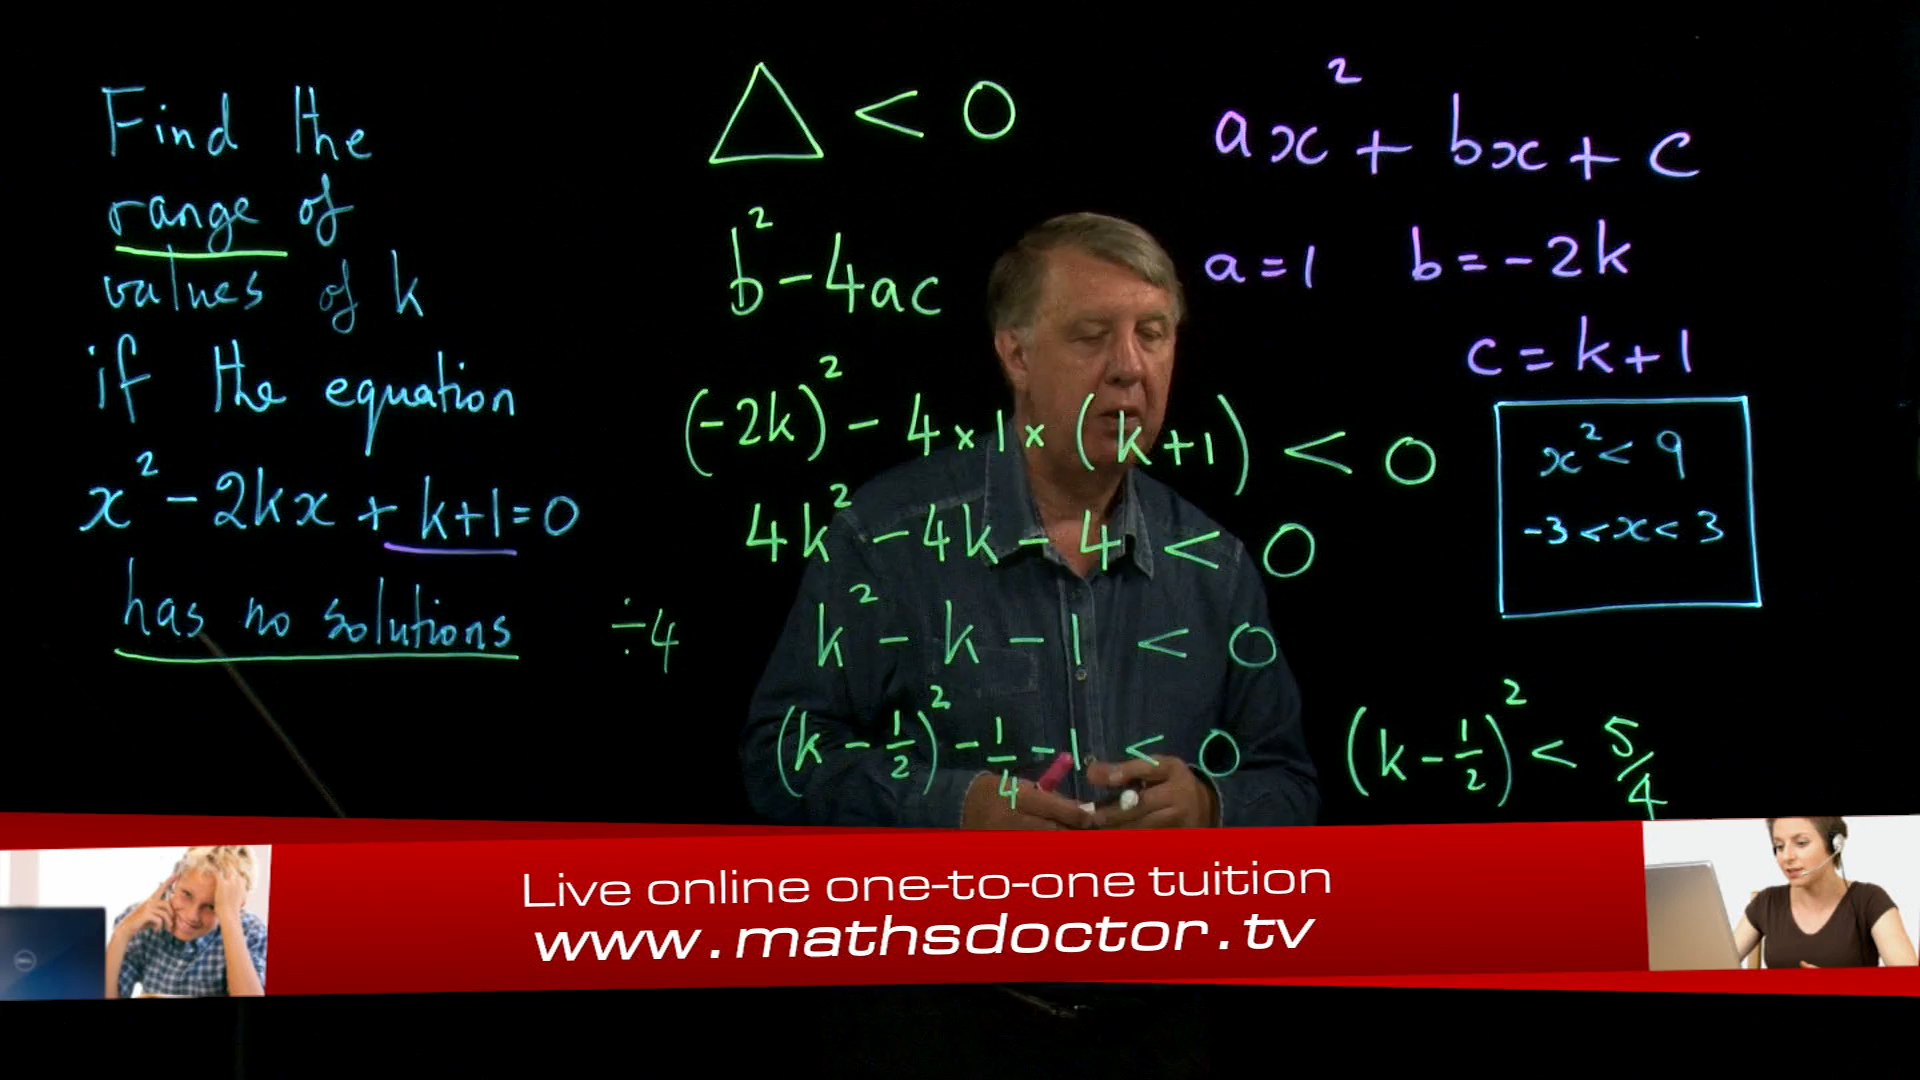 Find the
range of
values of k
if the equation
x² - 2kx + k+1 = 0
has no solutions
△ < 0
b² - 4ac
(-2k)² - 4 × 1 × (k+1) < 0
4k² - 4k - 4 < 0
÷4
k² - k - 1 < 0
(k - 1/2)² - 1/4 - 1 < 0
ax² + bx + c
a = 1 b = -2k
c = k + 1
x² < 9
-3 < x < 3
(k - 1/2)² < 5/4
Live online one-to-one tuition
www.mathsdoctor.tv